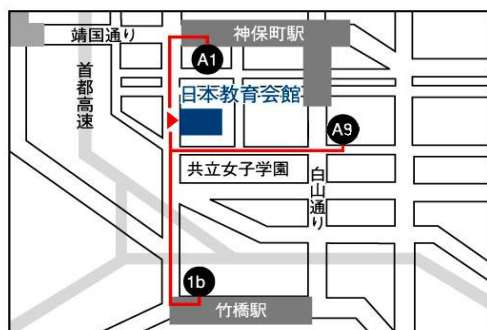 靖国通り
神保町駅
A1
首都高速
日本教育会館
A9
共立女子学園
白山通り
1b
竹橋駅